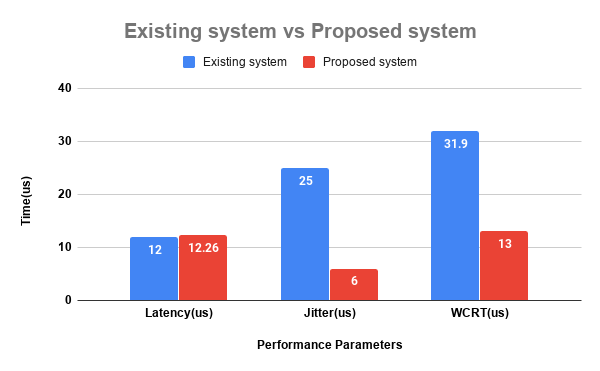 Existing system vs Proposed system
Existing system
Proposed system
40
30
20
10
0
Time(us)
12
12.26
25
6
31.9
13
Latency(us)
Jitter(us)
WCRT(us)
Performance Parameters